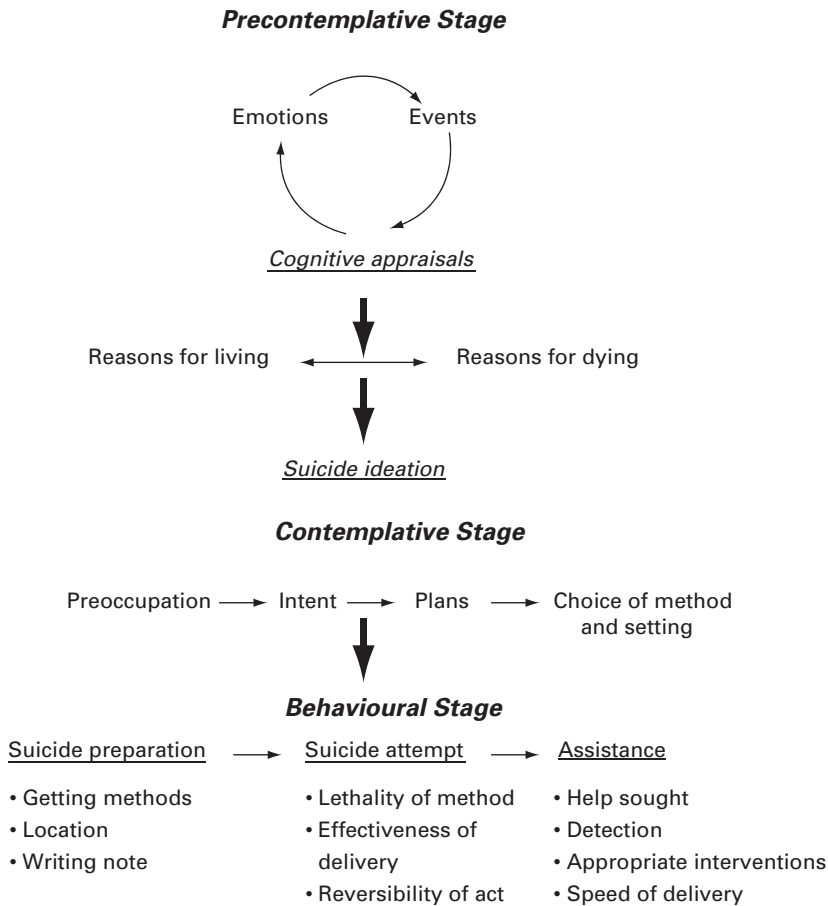 Precontemplative Stage
Emotions Events
Cognitive appraisals
Reasons for living Reasons for dying
Suicide ideation
Contemplative Stage
Preoccupation Intent Plans Choice of method
and setting
Behavioural Stage
Suicide preparation Suicide attempt Assistance
• Getting methods • Lethality of method • Help sought
• Location • Effectiveness of • Detection
• Writing note delivery • Appropriate interventions
• Reversibility of act • Speed of delivery